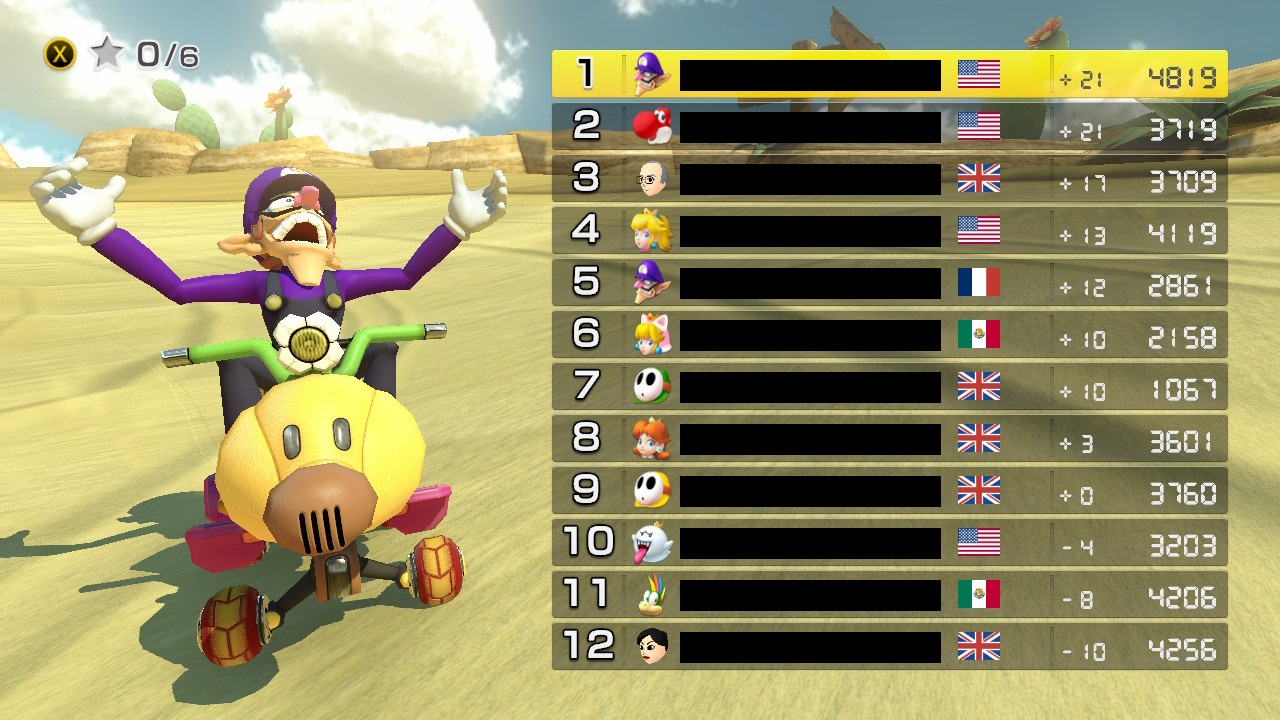 X 0/6
1 + 21 4819
2 + 21 3719
3 + 17 3709
4 + 13 4119
5 + 12 2861
6 + 10 2158
7 + 10 1067
8 + 3 3601
9 + 0 3760
10 - 4 3203
11 - 8 4206
12 - 10 4256